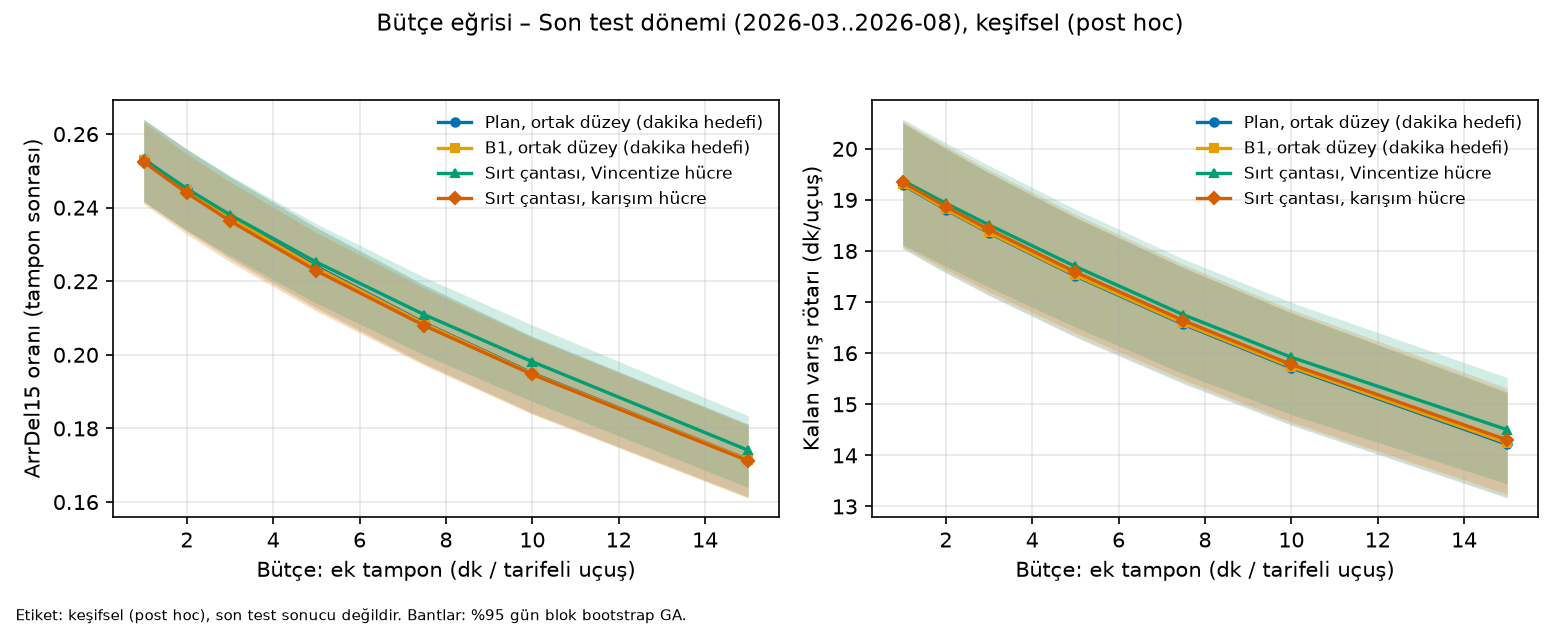 Bütçe eğrisi – Son test dönemi (2026-03..2026-08), keşifsel (post hoc)
ArrDel15 oranı (tampon sonrası)
0.26
0.24
0.22
0.20
0.18
0.16
Plan, ortak düzey (dakika hedefi)
B1, ortak düzey (dakika hedefi)
Sırt çantası, Vincentize hücre
Sırt çantası, karışım hücre
2 4 6 8 10 12 14
Bütçe: ek tampon (dk / tarifeli uçuş)
Kalan varış rötarı (dk/uçuş)
20
19
18
17
16
15
14
13
Plan, ortak düzey (dakika hedefi)
B1, ortak düzey (dakika hedefi)
Sırt çantası, Vincentize hücre
Sırt çantası, karışım hücre
2 4 6 8 10 12 14
Bütçe: ek tampon (dk / tarifeli uçuş)
Etiket: keşifsel (post hoc), son test sonucu değildir. Bantlar: %95 gün blok bootstrap GA.